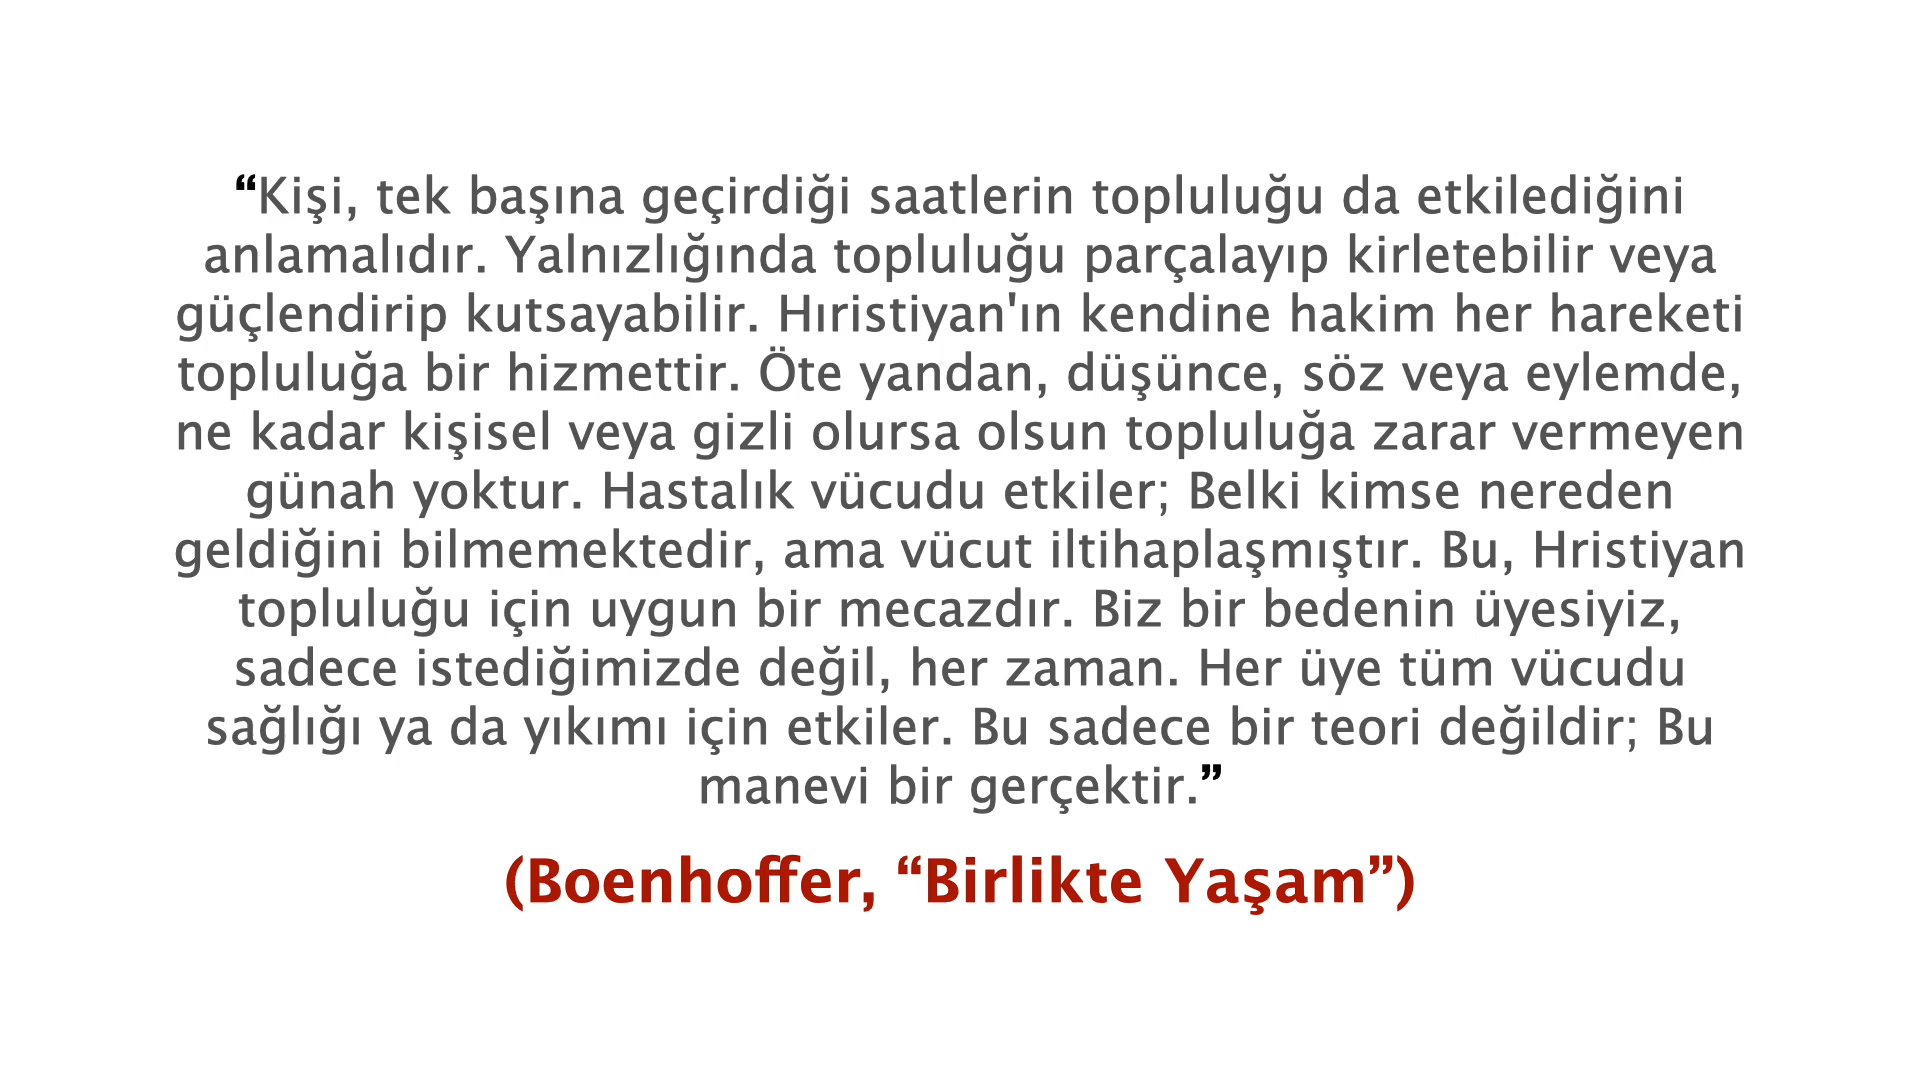 “Kişi, tek başına geçirdiği saatlerin topluluğu da etkilediğini
anlamalıdır. Yalnızlığında topluluğu parçalayıp kirletebilir veya
güçlendirip kutsayabilir. Hıristiyan'ın kendine hakim her hareketi
topluluğa bir hizmettir. Öte yandan, düşünce, söz veya eylemde,
ne kadar kişisel veya gizli olursa olsun topluluğa zarar vermeyen
günah yoktur. Hastalık vücudu etkiler; Belki kimse nereden
geldiğini bilmemektedir, ama vücut iltihaplaşmıştır. Bu, Hristiyan
topluluğu için uygun bir mecazdır. Biz bir bedenin üyesiyiz,
sadece istediğimizde değil, her zaman. Her üye tüm vücudu
sağlığı ya da yıkımı için etkiler. Bu sadece bir teori değildir; Bu
manevi bir gerçektir.”
(Boenhoffer, “Birlikte Yaşam”)